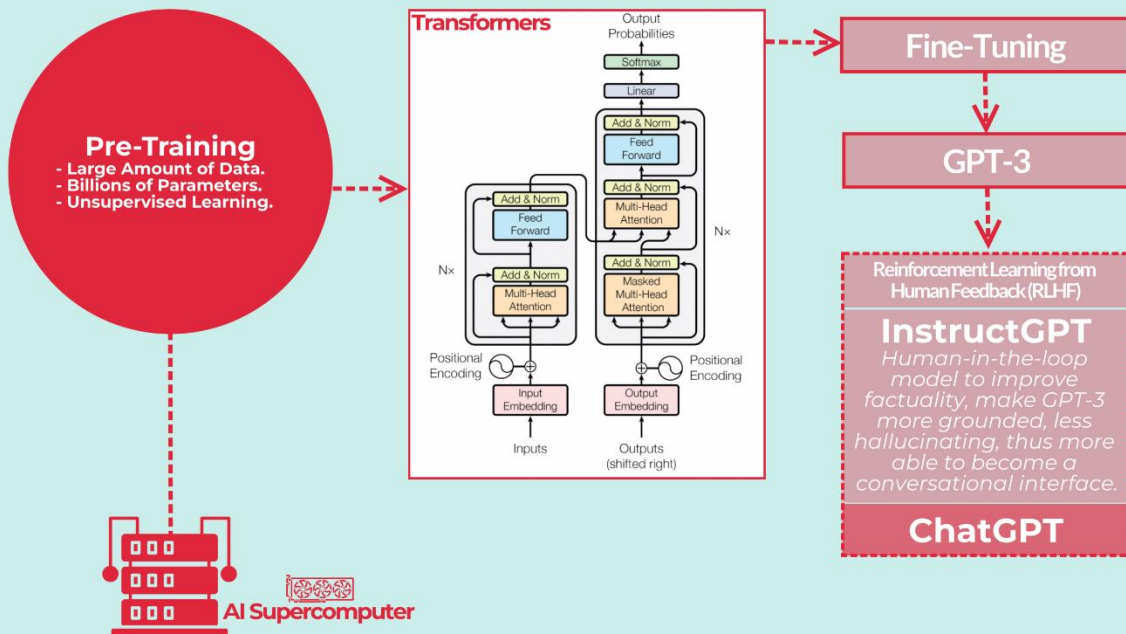 Pre-Training
- Large Amount of Data.
- Billions of Parameters.
- Unsupervised Learning.
AI Supercomputer
Transformers
Output
Probabilities
Softmax
Linear
Add & Norm
Feed
Forward
Add & Norm
Multi-Head
Attention
Add & Norm
Masked
Multi-Head
Attention
Nx
Add & Norm
Feed
Forward
Add & Norm
Multi-Head
Attention
Nx
Positional
Encoding
Positional
Encoding
Input
Embedding
Output
Embedding
Inputs
Outputs
(shifted right)
Fine-Tuning
GPT-3
Reinforcement Learning from
Human Feedback (RLHF)
InstructGPT
Human-in-the-loop
model to improve
factuality, make GPT-3
more grounded, less
hallucinating, thus more
able to become a
conversational interface.
ChatGPT